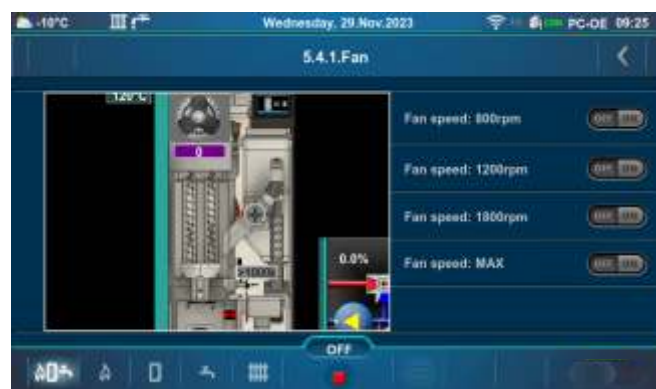 -10°C Wednesday, 29.Nov.2023 PC-OE 09:25
5.4.1.Fan
120°C
0
Fan speed: 800rpm OFF ON
Fan speed: 1200rpm OFF ON
Fan speed: 1800rpm OFF ON
0.0%
Fan speed: MAX OFF ON
>1000k
OFF